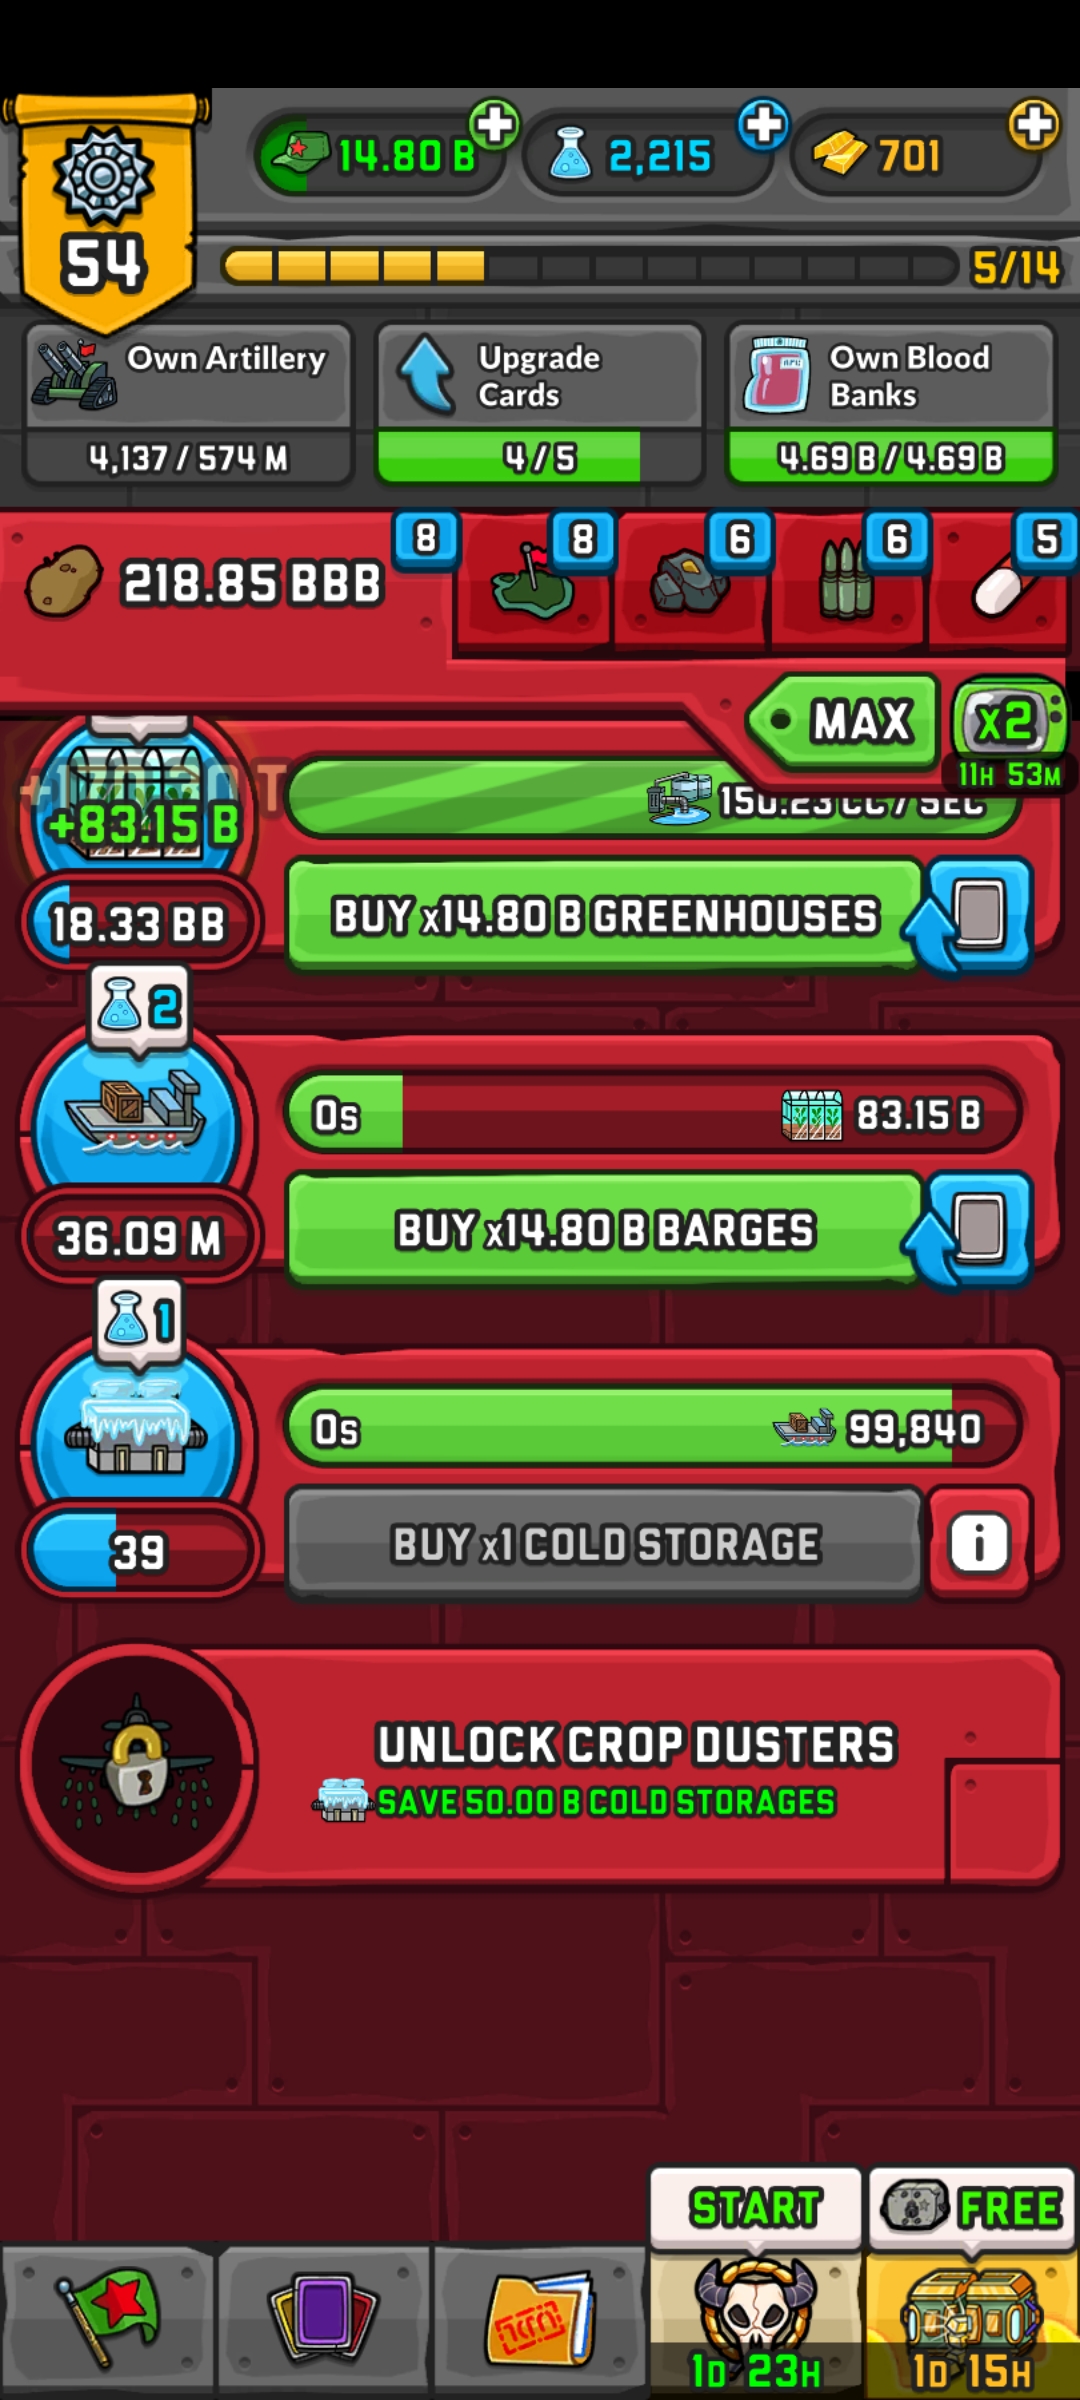 14.80 B
2,215
701
54
5/14
Own Artillery
4,137 / 574 M
Upgrade
Cards
4 / 5
Own Blood
Banks
4.69 B / 4.69 B
218.85 BBB
8
8
6
6
5
MAX
x2
11H 53M
+83.15 B
150.23 CC / SEC
18.33 BB
BUY x14.80 B GREENHOUSES
2
0s
83.15 B
36.09 M
BUY x14.80 B BARGES
1
0s
99,840
39
BUY x1 COLD STORAGE
i
UNLOCK CROP DUSTERS
SAVE 50.00 B COLD STORAGES
START
FREE
1D 23H
1D 15H